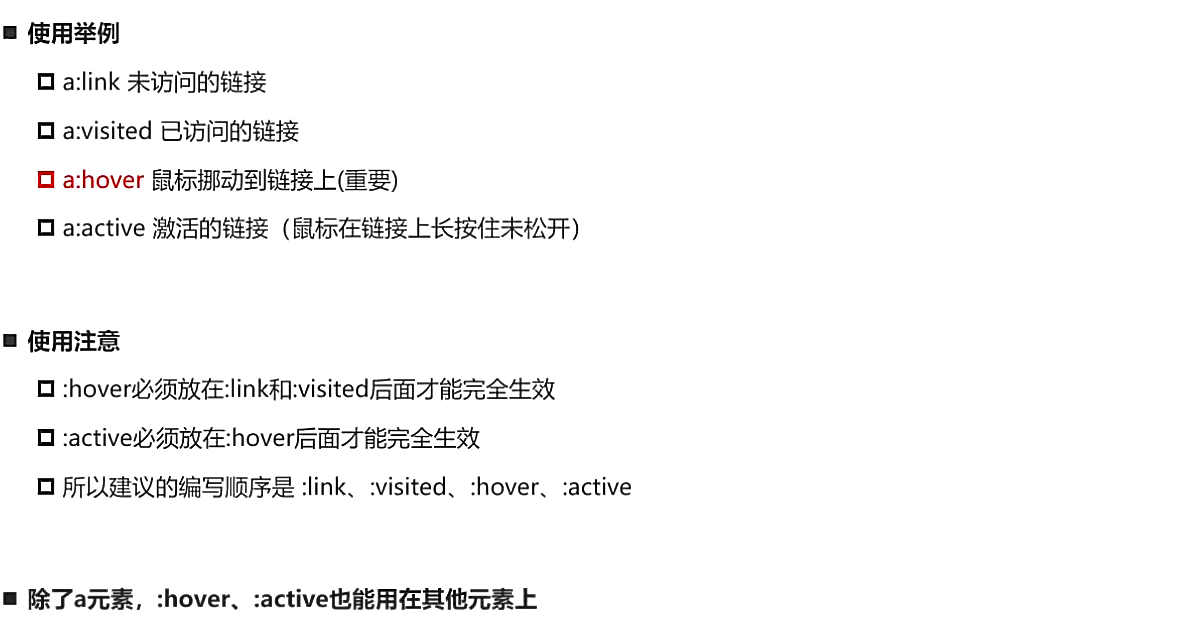 使用举例
a:link 未访问的链接
a:visited 已访问的链接
a:hover 鼠标挪动到链接上(重要)
a:active 激活的链接（鼠标在链接上长按住未松开）
使用注意
:hover必须放在:link和:visited后面才能完全生效
:active必须放在:hover后面才能完全生效
所以建议的编写顺序是 :link、:visited、:hover、:active
除了a元素，:hover、:active也能用在其他元素上